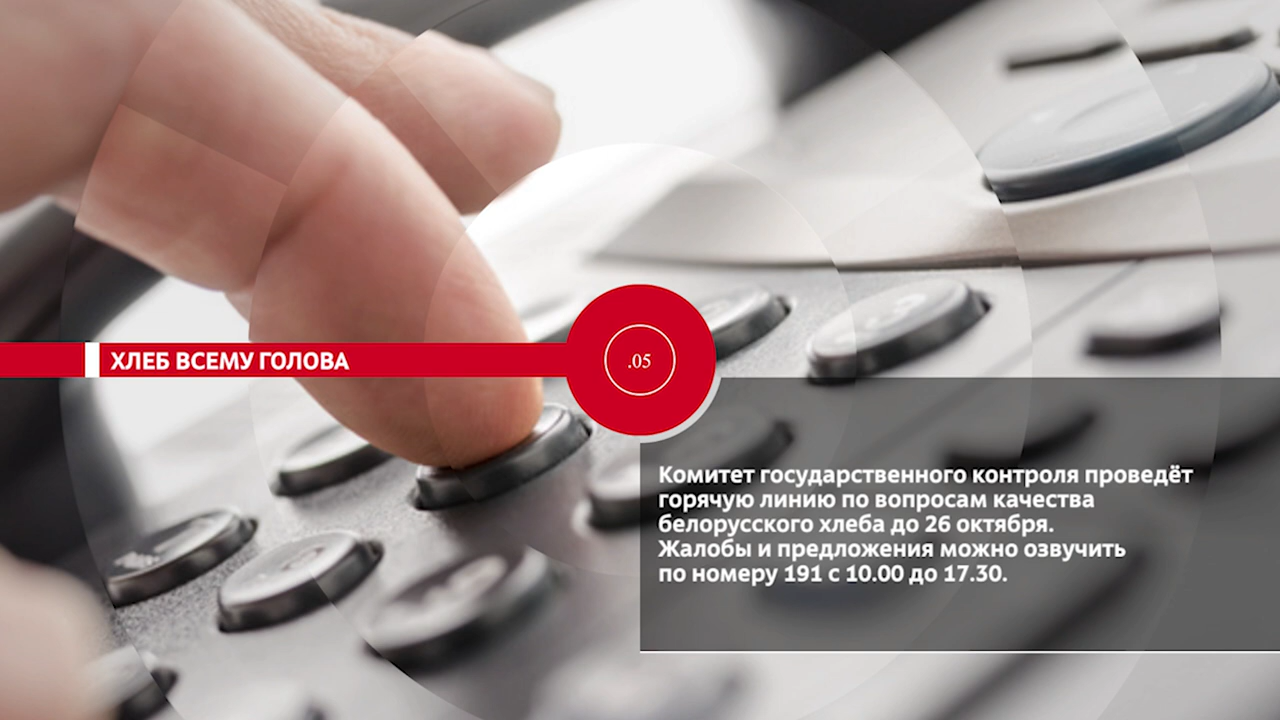 ХЛЕБ ВСЕМУ ГОЛОВА
.05
Комитет государственного контроля проведёт
горячую линию по вопросам качества
белорусского хлеба до 26 октября.
Жалобы и предложения можно озвучить
по номеру 191 с 10.00 до 17.30.